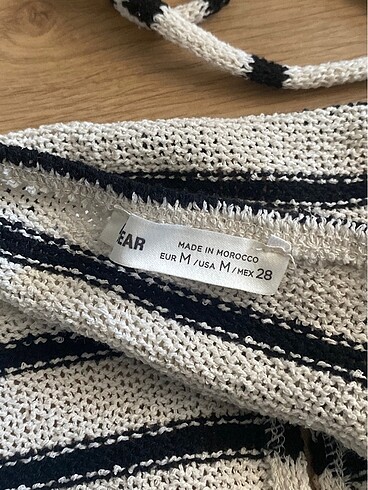 EAR
MADE IN MOROCCO
EUR M / USA M / MEX 28